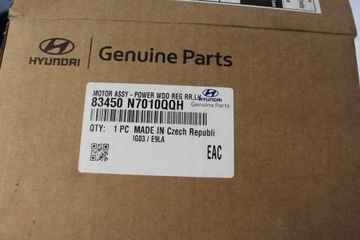 HYUNDAI
Genuine Parts
MOTOR ASSY-POWER WDO REG RR,LH
83450 N7010QQH
HYUNDAI
Genuine Parts
QTY: 1 PC MADE IN Czech Republi
IG03 / E9LA
EAC